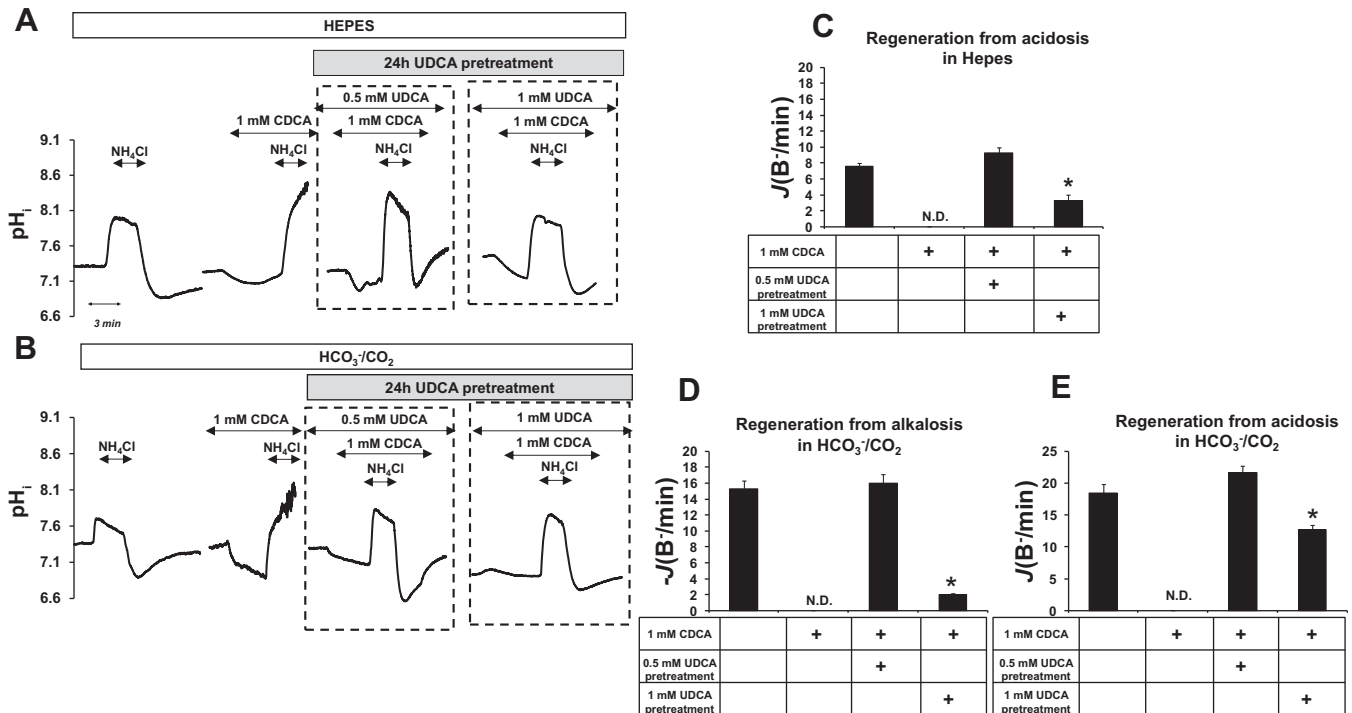 A
HEPES
24h UDCA pretreatment
0.5 mM UDCA
1 mM UDCA
1 mM CDCA
1 mM CDCA
1 mM CDCA
NH₄Cl
NH₄Cl
NH₄Cl
NH₄Cl
pHᵢ
9.1
8.6
8.1
7.6
7.1
6.6
3 min
B
HCO₃⁻/CO₂
24h UDCA pretreatment
1 mM CDCA
0.5 mM UDCA
1 mM UDCA
1 mM CDCA
1 mM CDCA
NH₄Cl
NH₄Cl
NH₄Cl
NH₄Cl
pHᵢ
9.1
8.6
8.1
7.6
7.1
6.6
C
Regeneration from acidosis
in Hepes
J(B⁻/min)
20
18
16
14
12
10
8
6
4
2
0
N.D.
*
1 mM CDCA + + +
0.5 mM UDCA
pretreatment +
1 mM UDCA
pretreatment +
D
Regeneration from alkalosis
in HCO₃⁻/CO₂
-J(B⁻/min)
20
18
16
14
12
10
8
6
4
2
0
N.D.
*
1 mM CDCA + + +
0.5 mM UDCA
pretreatment +
1 mM UDCA
pretreatment +
E
Regeneration from acidosis
in HCO₃⁻/CO₂
J(B⁻/min)
25
20
15
10
5
0
N.D.
*
1 mM CDCA + + +
0.5 mM UDCA
pretreatment +
1 mM UDCA
pretreatment +